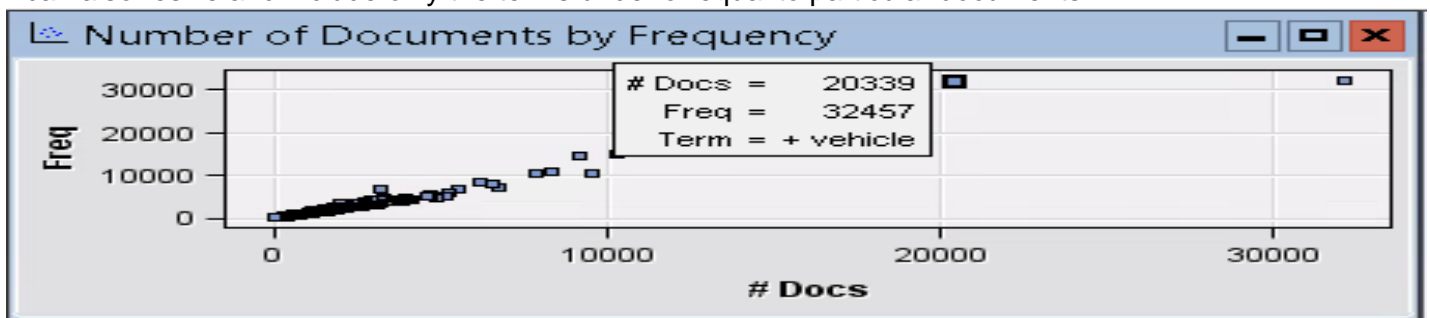 Number of Documents by Frequency
# Docs = 20339
Freq = 32457
Term = + vehicle
Freq
30000
20000
10000
0
0 10000 20000 30000
# Docs